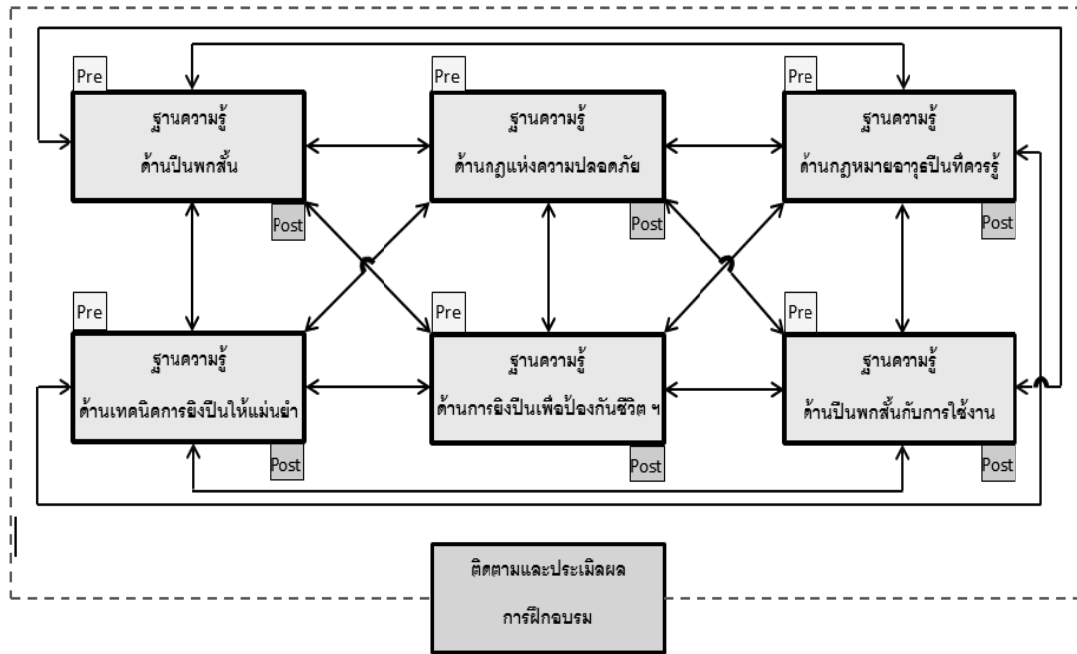 Pre
Pre
Pre
ฐานความรู้
ด้านปืนพกสั้น
ฐานความรู้
ด้านกฎแห่งความปลอดภัย
ฐานความรู้
ด้านกฎหมายอาวุธปืนที่ควรรู้
Post
Post
Post
Pre
Pre
Pre
ฐานความรู้
ด้านเทคนิคการยิงปืนให้แม่นยำ
ฐานความรู้
ด้านการยิงปืนเพื่อป้องกันชีวิต ฯ
ฐานความรู้
ด้านปืนพกสั้นกับการใช้งาน
Post
Post
Post
ติดตามและประเมิลผล
การฝึกอบรม